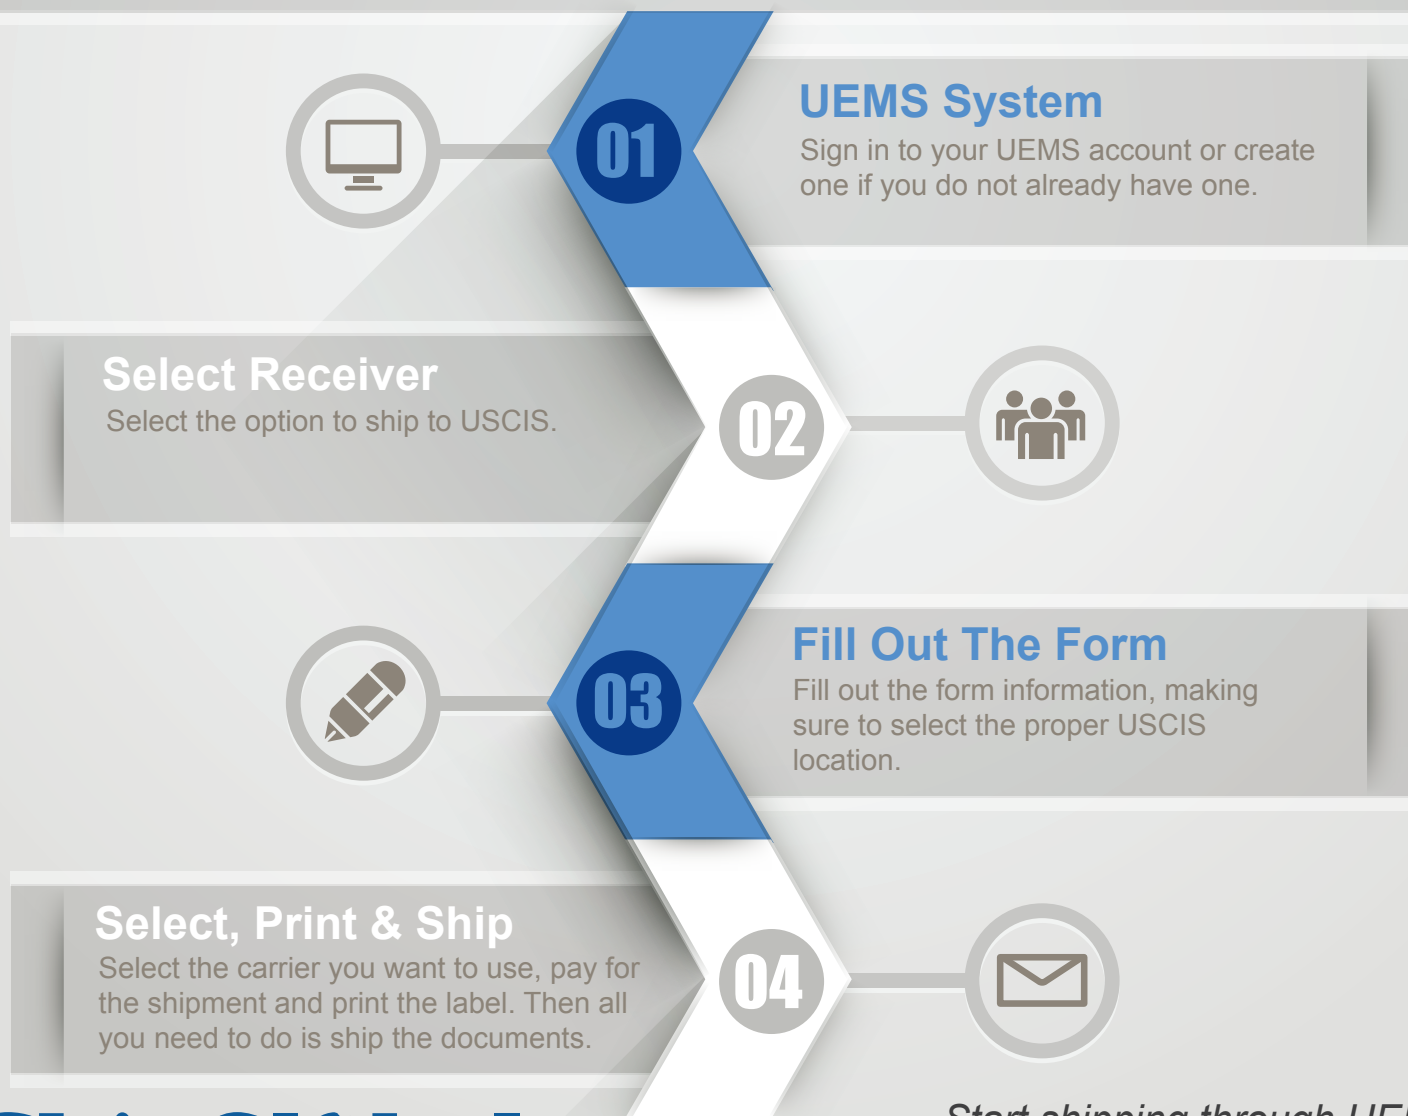 01
UEMS System
Sign in to your UEMS account or create
one if you do not already have one.
Select Receiver
Select the option to ship to USCIS.
02
03
Fill Out The Form
Fill out the form information, making
sure to select the proper USCIS
location.
Select, Print & Ship
Select the carrier you want to use, pay for
the shipment and print the label. Then all
you need to do is ship the documents.
04
Start shipping through